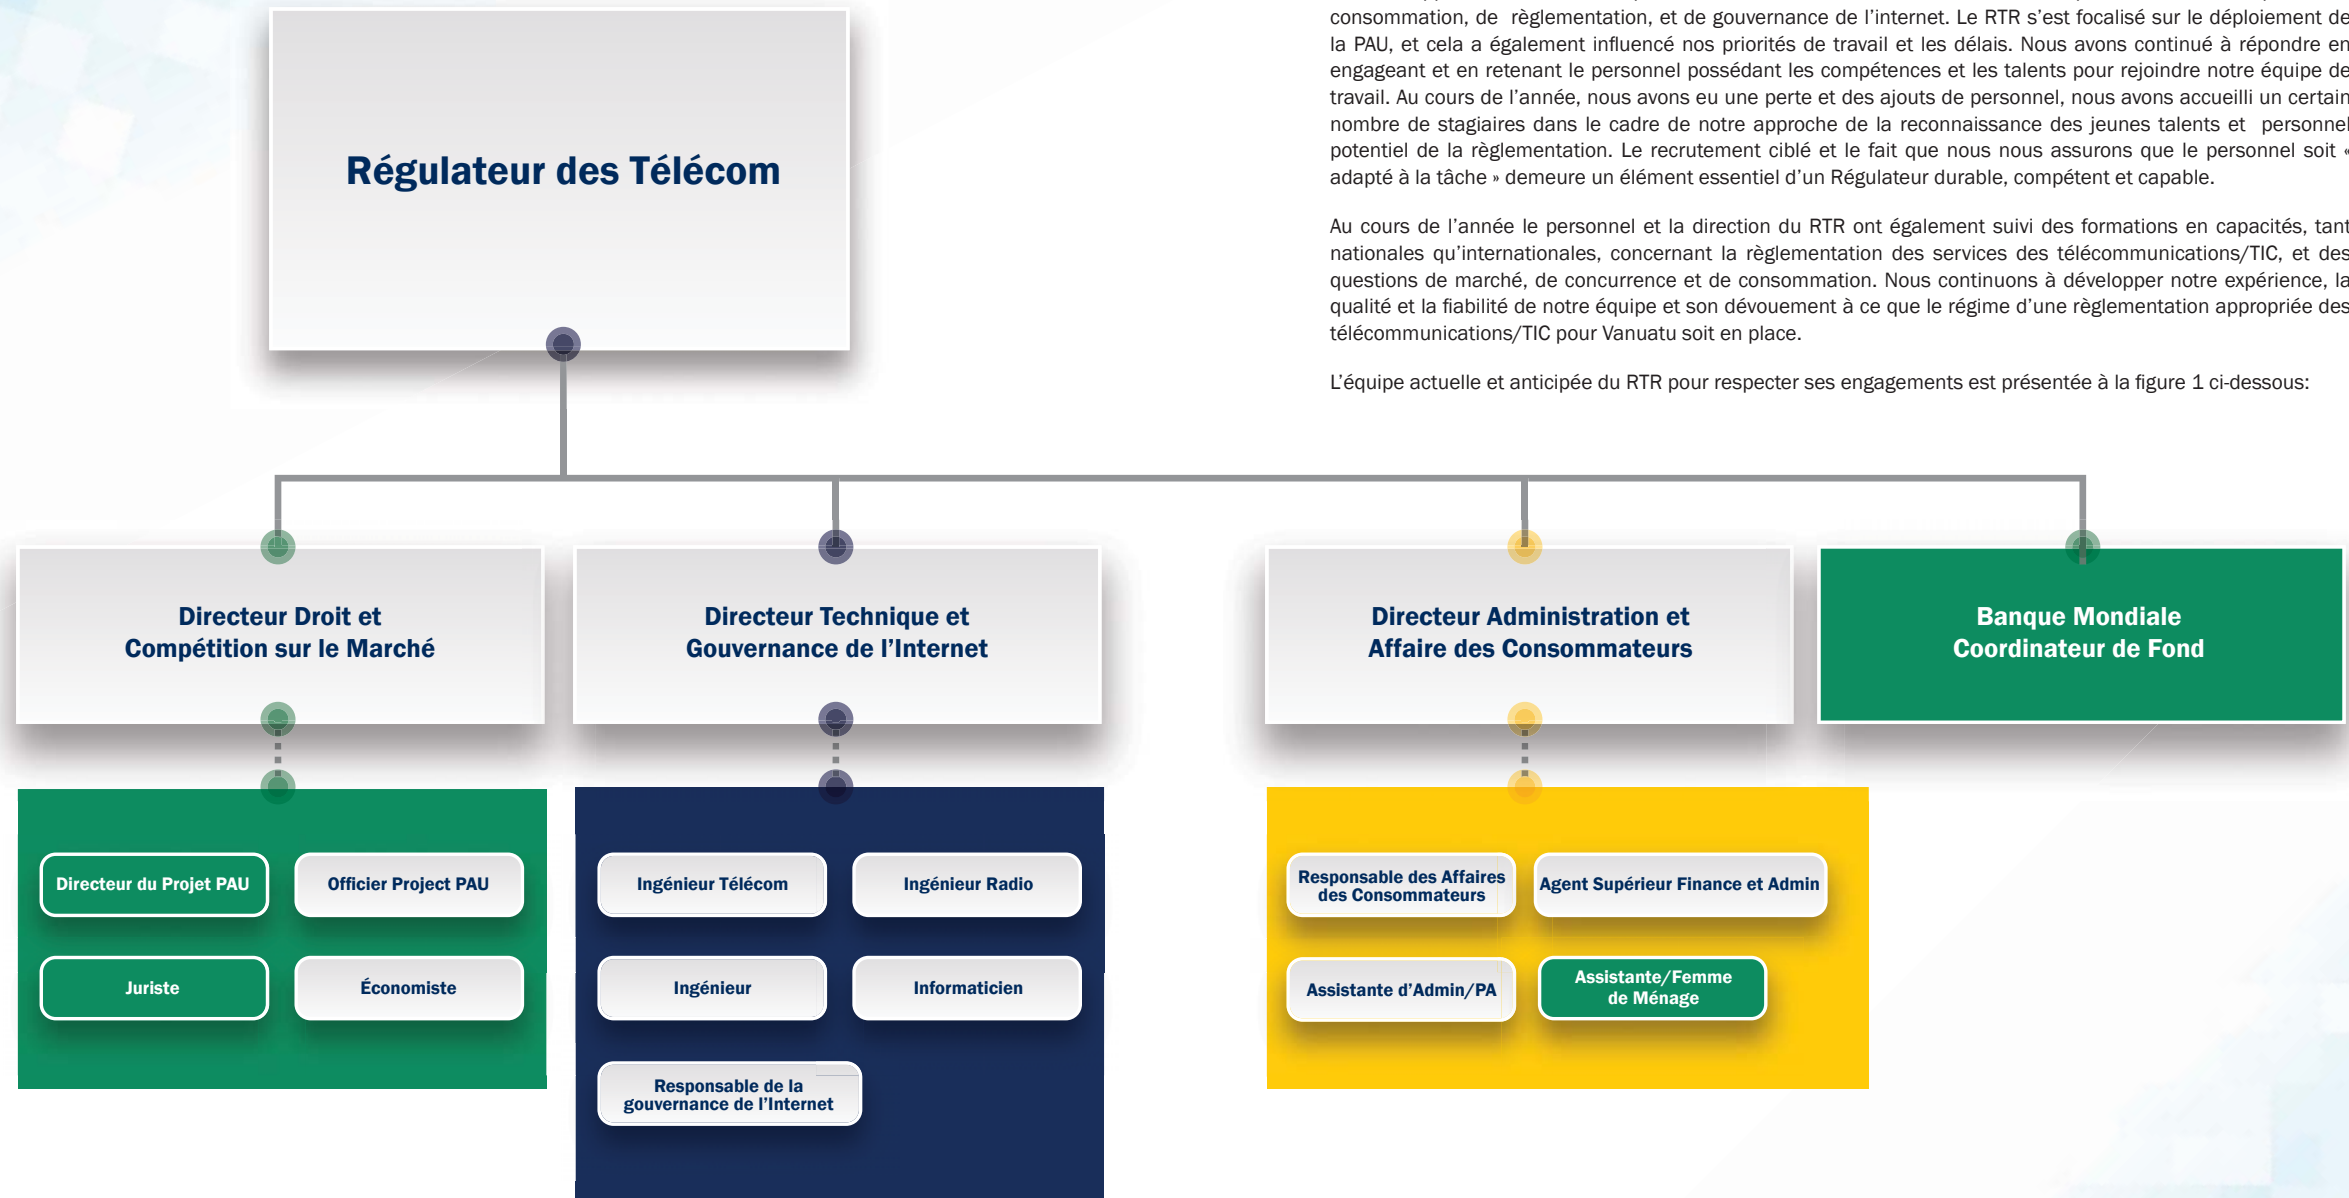 consommation, de règlementation, et de gouvernance de l’internet. Le RTR s’est focalisé sur le déploiement de
la PAU, et cela a également influencé nos priorités de travail et les délais. Nous avons continué à répondre en
engageant et en retenant le personnel possédant les compétences et les talents pour rejoindre notre équipe de
travail. Au cours de l’année, nous avons eu une perte et des ajouts de personnel, nous avons accueilli un certain
nombre de stagiaires dans le cadre de notre approche de la reconnaissance des jeunes talents et personnel
potentiel de la règlementation. Le recrutement ciblé et le fait que nous nous assurons que le personnel soit «
adapté à la tâche » demeure un élément essentiel d’un Régulateur durable, compétent et capable.
Au cours de l’année le personnel et la direction du RTR ont également suivi des formations en capacités, tant
nationales qu’internationales, concernant la règlementation des services des télécommunications/TIC, et des
questions de marché, de concurrence et de consommation. Nous continuons à développer notre expérience, la
qualité et la fiabilité de notre équipe et son dévouement à ce que le régime d’une règlementation appropriée des
télécommunications/TIC pour Vanuatu soit en place.
L’équipe actuelle et anticipée du RTR pour respecter ses engagements est présentée à la figure 1 ci-dessous:
Régulateur des Télécom
Directeur Droit et
Compétition sur le Marché
Directeur Technique et
Gouvernance de l’Internet
Directeur Administration et
Affaire des Consommateurs
Banque Mondiale
Coordinateur de Fond
Directeur du Projet PAU
Officier Project PAU
Juriste
Économiste
Ingénieur Télécom
Ingénieur Radio
Ingénieur
Informaticien
Responsable de la
gouvernance de l’Internet
Responsable des Affaires
des Consommateurs
Agent Supérieur Finance et Admin
Assistante d’Admin/PA
Assistante/Femme
de Ménage